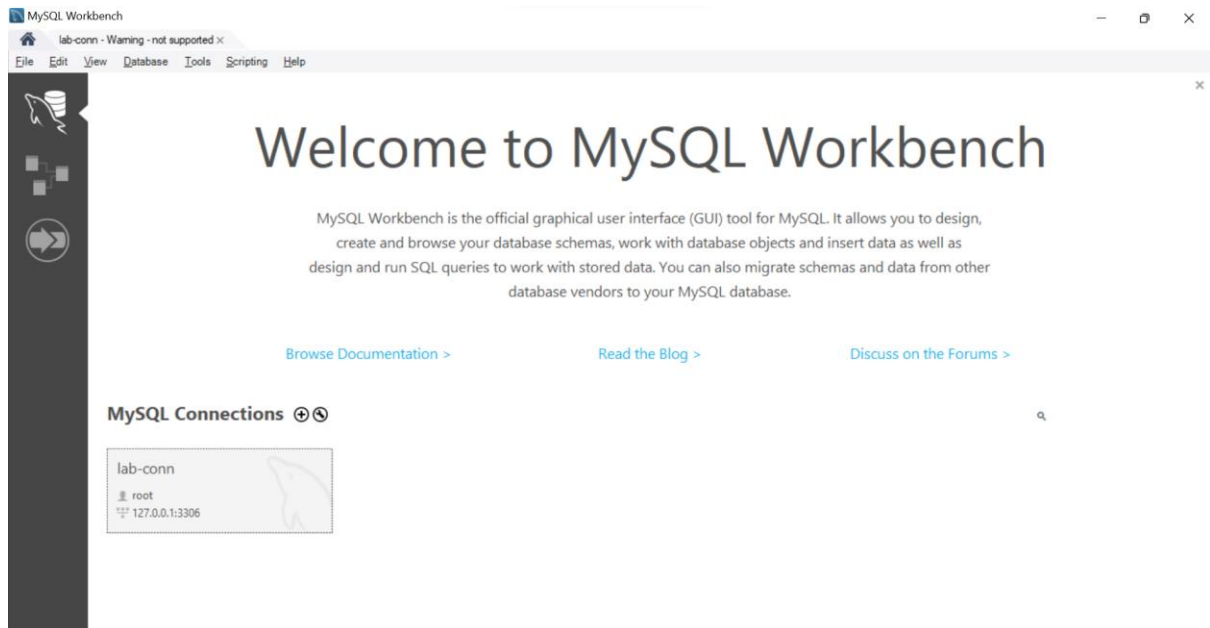 MySQL Workbench
lab-conn - Warning - not supported ×
File Edit View Database Tools Scripting Help
Welcome to MySQL Workbench
MySQL Workbench is the official graphical user interface (GUI) tool for MySQL. It allows you to design,
create and browse your database schemas, work with database objects and insert data as well as
design and run SQL queries to work with stored data. You can also migrate schemas and data from other
database vendors to your MySQL database.
Browse Documentation > Read the Blog > Discuss on the Forums >
MySQL Connections
lab-conn
root
127.0.0.1:3306